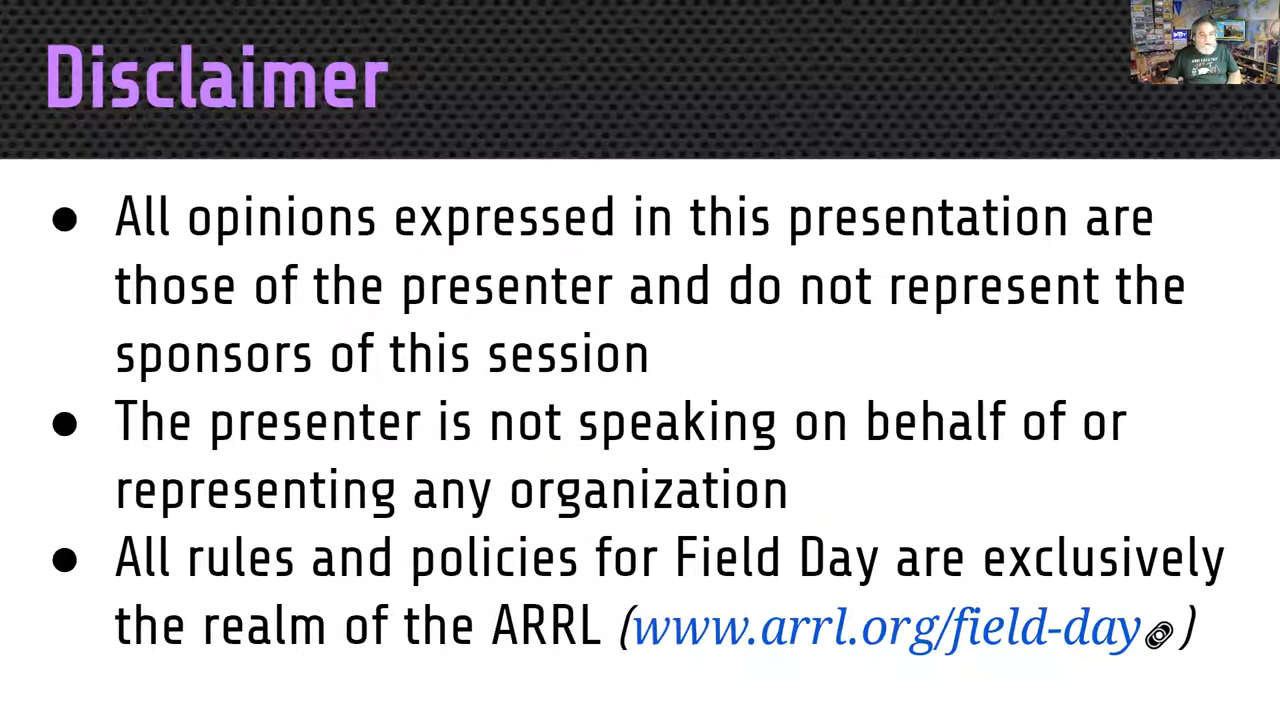 Disclaimer
● All opinions expressed in this presentation are
those of the presenter and do not represent the
sponsors of this session
● The presenter is not speaking on behalf of or
representing any organization
● All rules and policies for Field Day are exclusively
the realm of the ARRL (www.arrl.org/field-day)